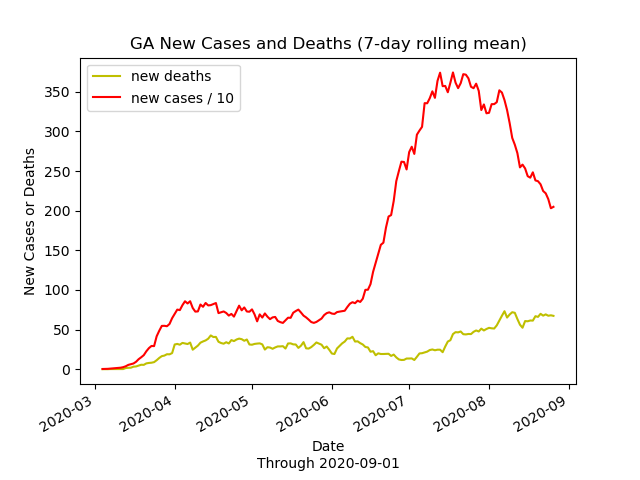 GA New Cases and Deaths (7-day rolling mean)
new deaths
new cases / 10
New Cases or Deaths
350
300
250
200
150
100
50
0
2020-03
2020-04
2020-05
2020-06
2020-07
2020-08
2020-09
Date
Through 2020-09-01